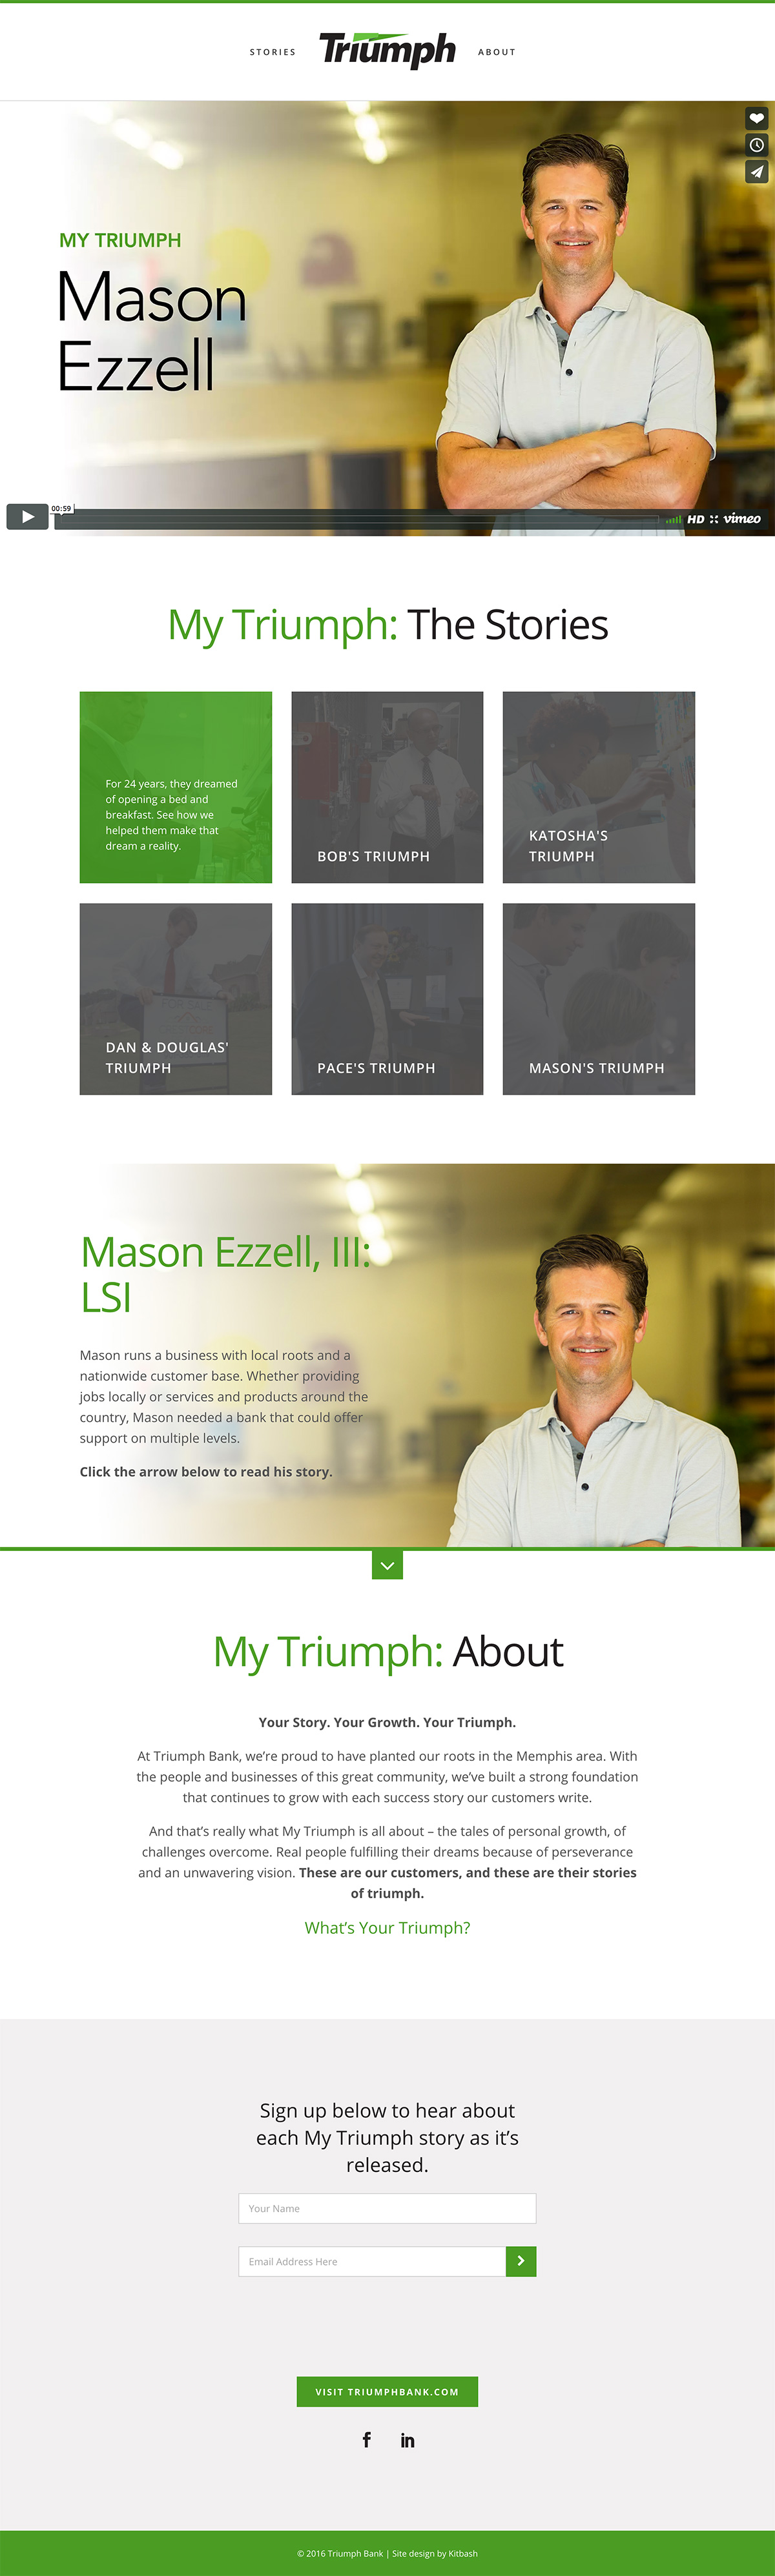 STORIES
Triumph
ABOUT
MY TRIUMPH
Mason
Ezzell
00:59
HD
vimeo
My Triumph: The Stories
For 24 years, they dreamed
of opening a bed and
breakfast. See how we
helped them make that
dream a reality.
BOB'S TRIUMPH
KATOSHA'S
TRIUMPH
DAN & DOUGLAS'
TRIUMPH
PACE'S TRIUMPH
MASON'S TRIUMPH
Mason Ezzell, III:
LSI
Mason runs a business with local roots and a
nationwide customer base. Whether providing
jobs locally or services and products around the
country, Mason needed a bank that could offer
support on multiple levels.
Click the arrow below to read his story.
My Triumph: About
Your Story. Your Growth. Your Triumph.
At Triumph Bank, we’re proud to have planted our roots in the Memphis area. With
the people and businesses of this great community, we’ve built a strong foundation
that continues to grow with each success story our customers write.
And that’s really what My Triumph is all about – the tales of personal growth, of
challenges overcome. Real people fulfilling their dreams because of perseverance
and an unwavering vision. These are our customers, and these are their stories
of triumph.
What’s Your Triumph?
Sign up below to hear about
each My Triumph story as it’s
released.
Your Name
Email Address Here
VISIT TRIUMPHBANK.COM
f
in
© 2016 Triumph Bank | Site design by Kitbash